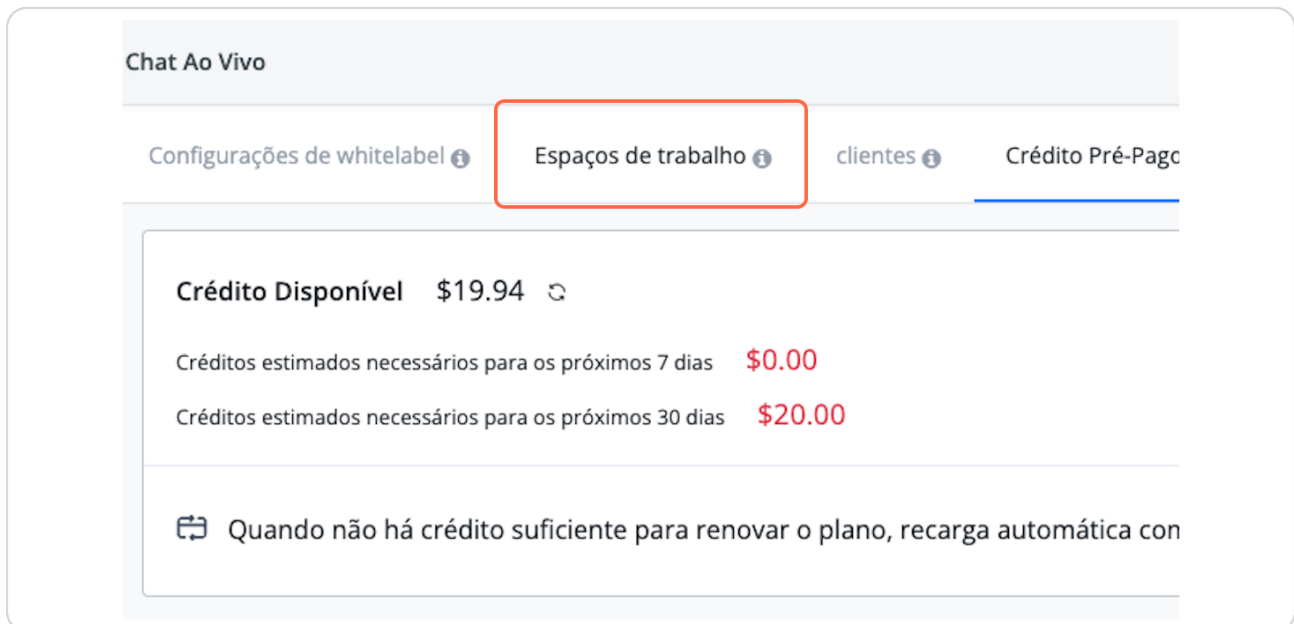 Chat Ao Vivo
Configurações de whitelabel Espaços de trabalho clientes Crédito Pré-Pago
Crédito Disponível $19.94
Créditos estimados necessários para os próximos 7 dias $0.00
Créditos estimados necessários para os próximos 30 dias $20.00
Quando não há crédito suficiente para renovar o plano, recarga automática